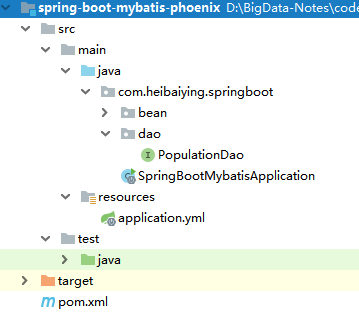 spring-boot-mybatis-phoenix D:\BigData-Notes\code
src
main
java
com.heibaiying.springboot
bean
dao
PopulationDao
SpringBootMybatisApplication
resources
application.yml
test
java
target
pom.xml